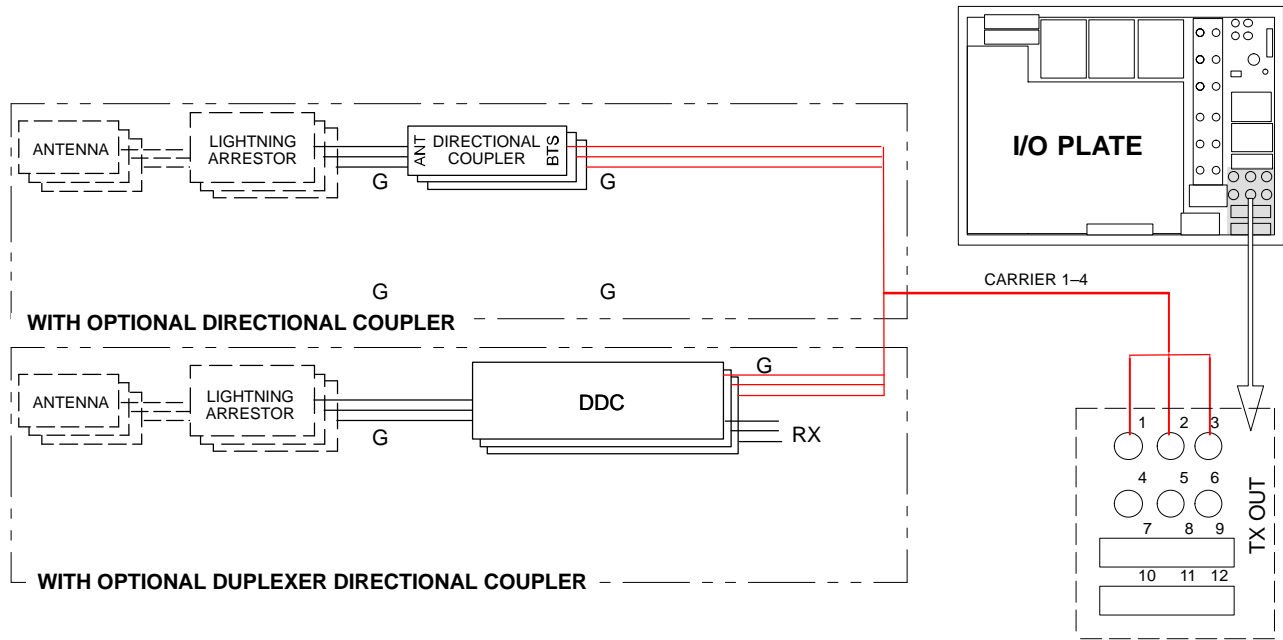 ANTENNA
LIGHTNING
ARRESTOR
G
ANT
DIRECTIONAL
COUPLER
BTS
G
G
G
WITH OPTIONAL DIRECTIONAL COUPLER
I/O PLATE
CARRIER 1–4
ANTENNA
LIGHTNING
ARRESTOR
G
DDC
G
RX
WITH OPTIONAL DUPLEXER DIRECTIONAL COUPLER
1 2 3
4 5 6
7 8 9
10 11 12
TX OUT